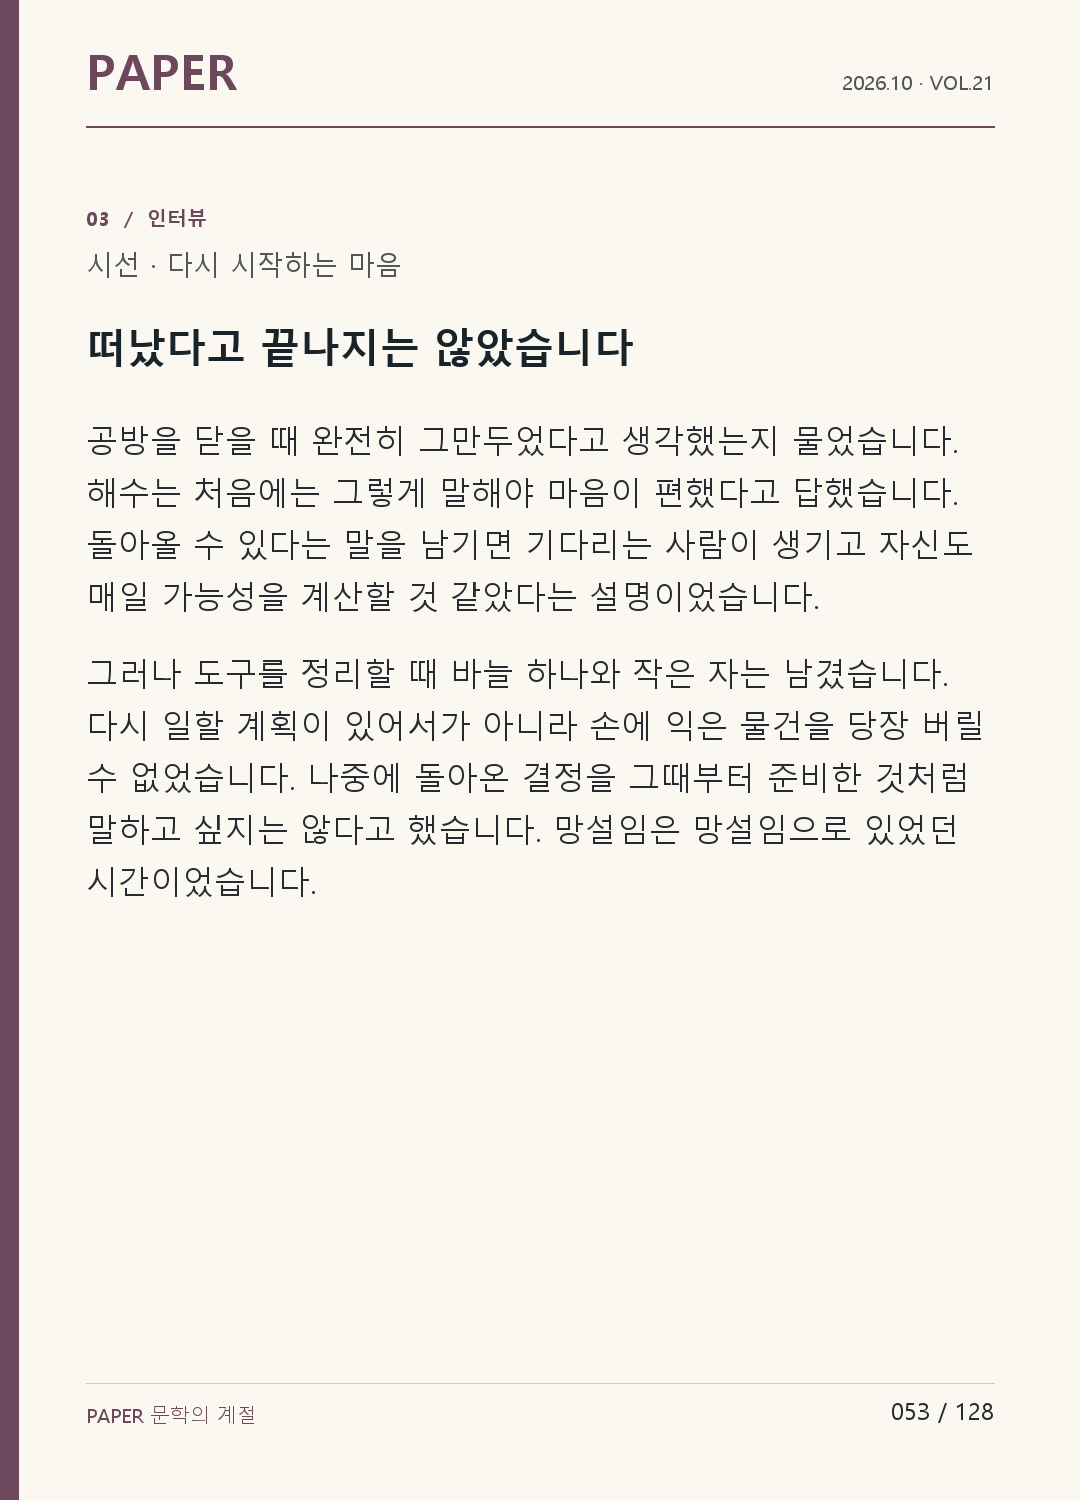 PAPER
2026.10 · VOL.21
03 / 인터뷰
시선 · 다시 시작하는 마음
떠났다고 끝나지는 않았습니다
공방을 닫을 때 완전히 그만두었다고 생각했는지 물었습니다.
해수는 처음에는 그렇게 말해야 마음이 편했다고 답했습니다.
돌아올 수 있다는 말을 남기면 기다리는 사람이 생기고 자신도
매일 가능성을 계산할 것 같았다는 설명이었습니다.
그러나 도구를 정리할 때 바늘 하나와 작은 자는 남겼습니다.
다시 일할 계획이 있어서가 아니라 손에 익은 물건을 당장 버릴
수 없었습니다. 나중에 돌아온 결정을 그때부터 준비한 것처럼
말하고 싶지는 않다고 했습니다. 망설임은 망설임으로 있었던
시간이었습니다.
PAPER 문학의 계절
053 / 128